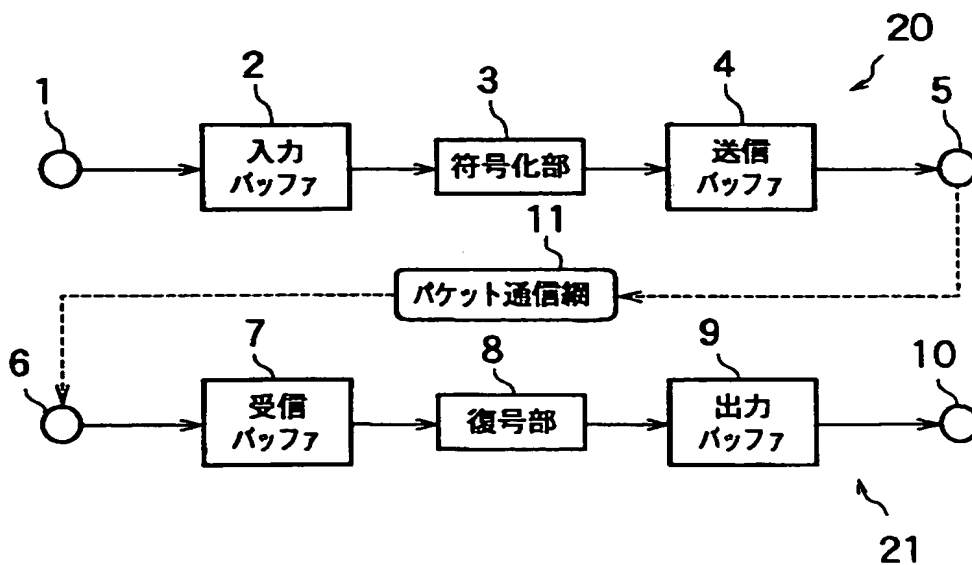 20
1
2
3
4
5
入力
バッファ
符号化部
送信
バッファ
11
パケット通信網
6
7
8
9
10
受信
バッファ
復号部
出力
バッファ
21